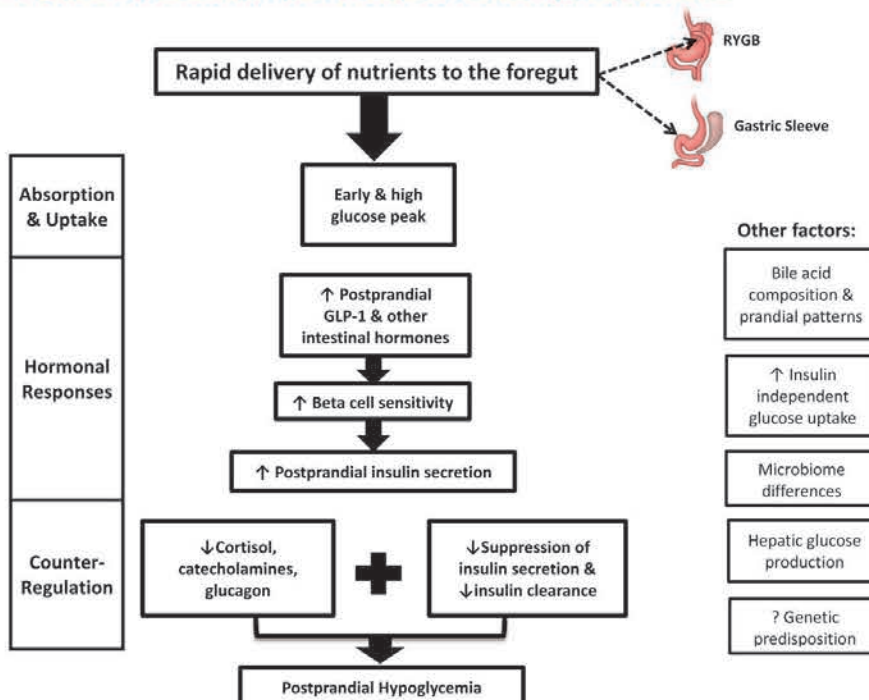 Rapid delivery of nutrients to the foregut
RYGB
Gastric Sleeve
Absorption
& Uptake
Early & high
glucose peak
Other factors:
Bile acid
composition &
prandial patterns
Hormonal
Responses
↑ Postprandial
GLP-1 & other
intestinal hormones
↑ Beta cell sensitivity
↑ Postprandial insulin secretion
↑ Insulin
independent
glucose uptake
Microbiome
differences
Counter-
Regulation
↓Cortisol,
catecholamines,
glucagon
↓Suppression of
insulin secretion &
↓insulin clearance
Hepatic glucose
production
? Genetic
predisposition
Postprandial Hypoglycemia